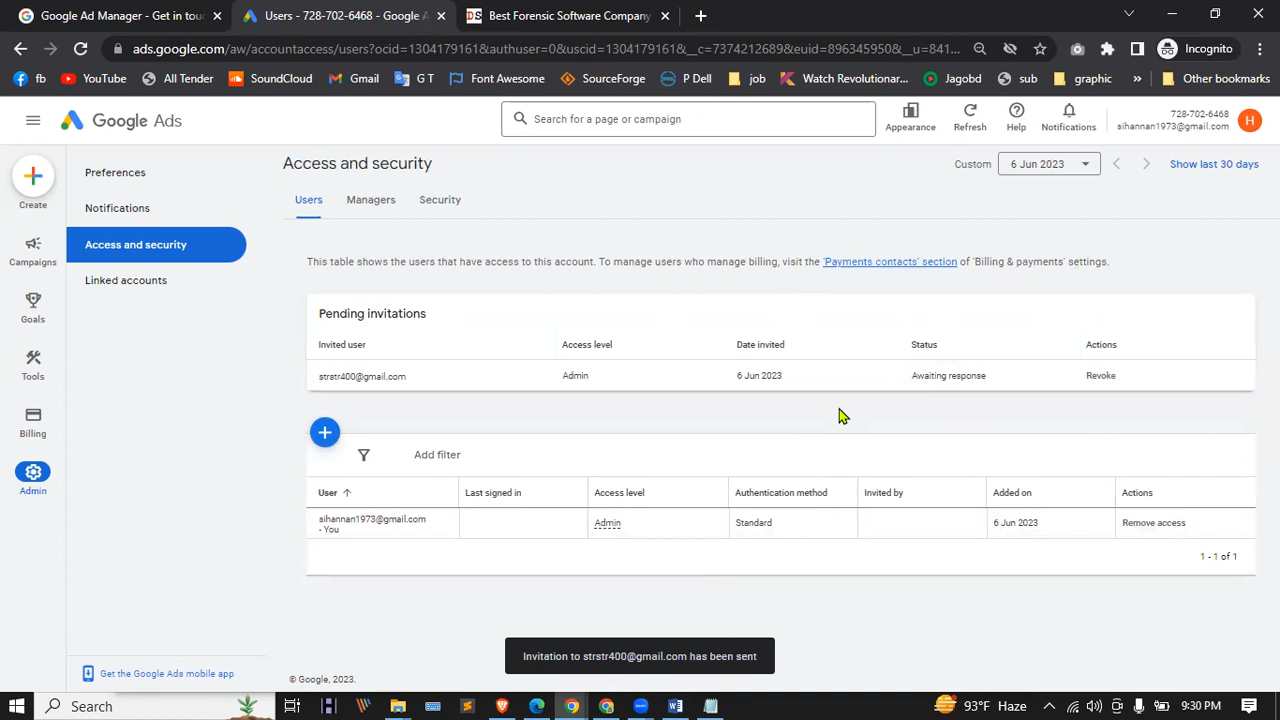 Google Ad Manager - Get in touc
Users - 728-702-6468 - Google A
DS Best Forensic Software Company
ads.google.com/aw/accountaccess/users?ocid=1304179161&authuser=0&uscid=1304179161&__c=7374212689&euid=896345950&__u=841...
Incognito
fb
YouTube
All Tender
SoundCloud
Gmail
G T
Font Awesome
SourceForge
P Dell
job
Watch Revolutionar...
Jagobd
sub
graphic
Other bookmarks
Google Ads
Search for a page or campaign
Appearance
Refresh
Help
Notifications
728-702-6468
sihannan1973@gmail.com
H
Create
Campaigns
Goals
Tools
Billing
Admin
Preferences
Notifications
Access and security
Linked accounts
Get the Google Ads mobile app
Access and security
Custom 6 Jun 2023
Show last 30 days
Users Managers Security
This table shows the users that have access to this account. To manage users who manage billing, visit the 'Payments contacts' section of 'Billing & payments' settings.
Pending invitations
Invited user Access level Date invited Status Actions
strstr400@gmail.com Admin 6 Jun 2023 Awaiting response Revoke
Add filter
User Last signed in Access level Authentication method Invited by Added on Actions
sihannan1973@gmail.com Admin Standard 6 Jun 2023 Remove access
- You
1 - 1 of 1
Invitation to strstr400@gmail.com has been sent
© Google, 2023.
Search
93°F Haze
9:30 PM